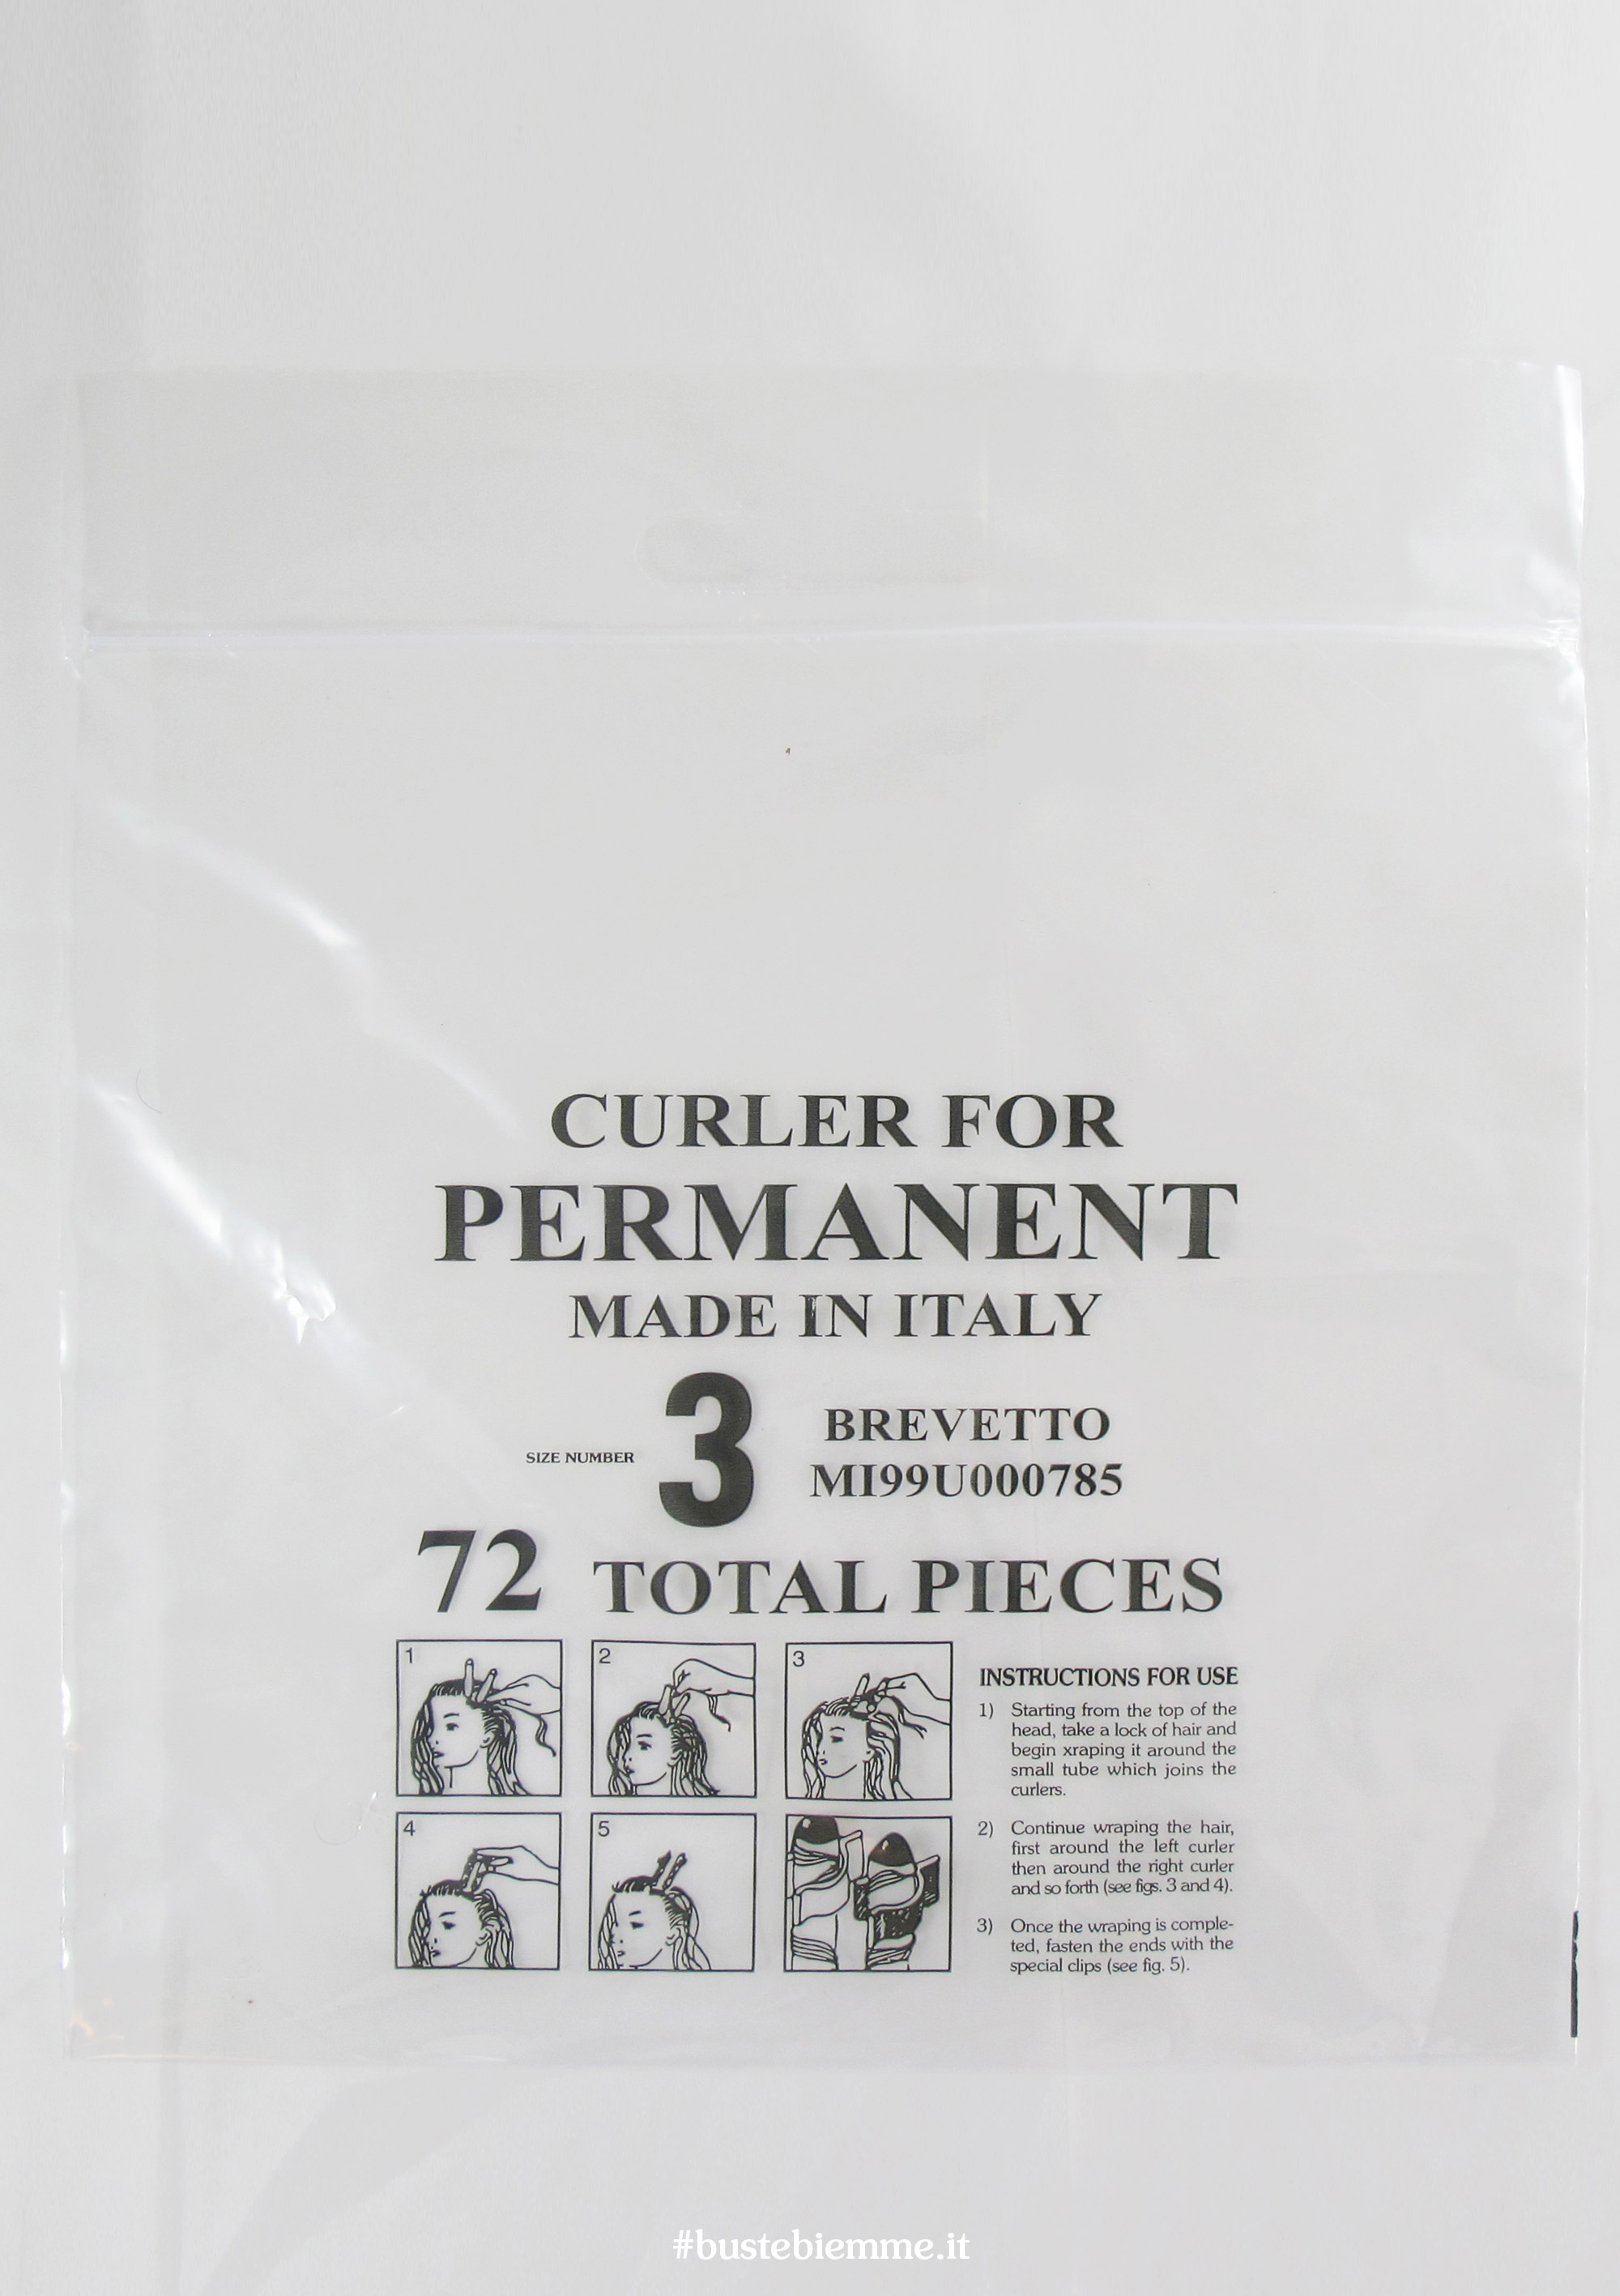 CURLER FOR
PERMANENT
MADE IN ITALY
SIZE NUMBER
3
BREVETTO
MI99U000785
72 TOTAL PIECES
1
2
3
4
5
INSTRUCTIONS FOR USE
1) Starting from the top of the
head, take a lock of hair and
begin xraping it around the
small tube which joins the
curlers.
2) Continue wraping the hair,
first around the left curler
then around the right curler
and so forth (see figs. 3 and 4).
3) Once the wraping is comple-
ted, fasten the ends with the
special clips (see fig. 5).
#bustebiemme.it